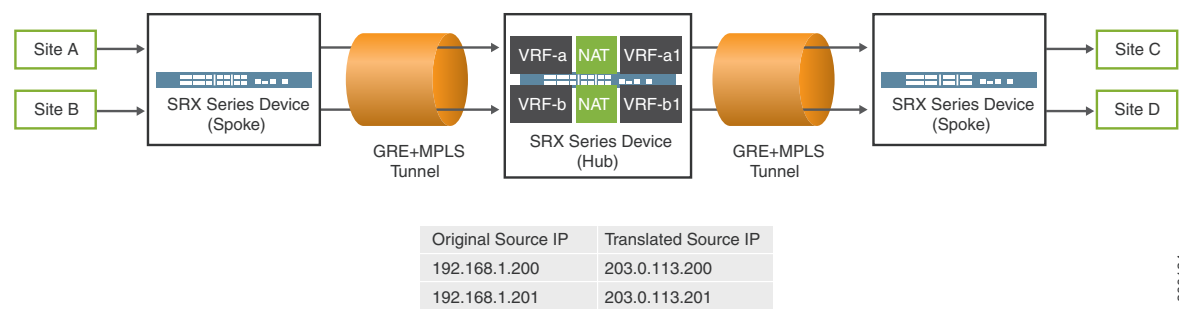 Site A
Site B
SRX Series Device
(Spoke)
GRE+MPLS
Tunnel
VRF-a NAT VRF-a1
VRF-b NAT VRF-b1
SRX Series Device
(Hub)
GRE+MPLS
Tunnel
SRX Series Device
(Spoke)
Site C
Site D
Original Source IP Translated Source IP
192.168.1.200 203.0.113.200
192.168.1.201 203.0.113.201